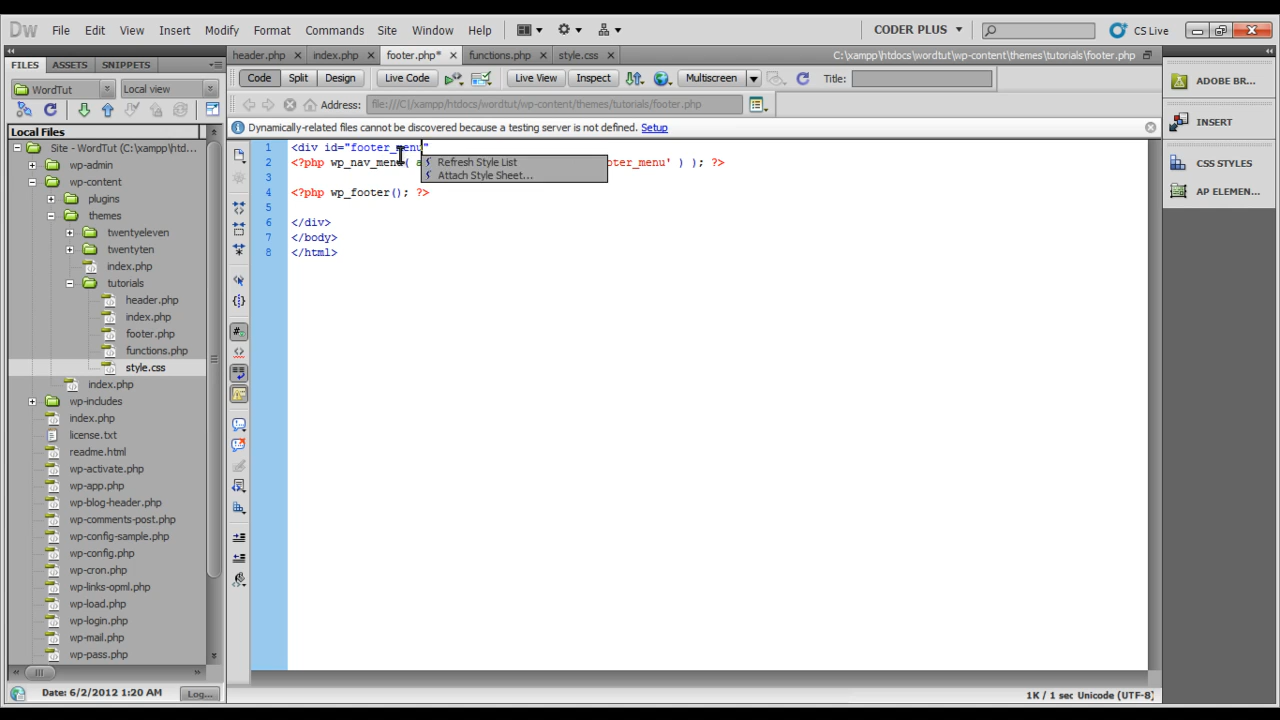 Dw File Edit View Insert Modify Format Commands Site Window Help CODER PLUS CS Live
FILES ASSETS SNIPPETS
header.php index.php footer.php* functions.php style.css C:\xampp\htdocs\wordtut\wp-content\themes\tutorials\footer.php
WordTut Local view
Code Split Design Live Code Live View Inspect Multiscreen Title:
Address: file:///C|/xampp/htdocs/wordtut/wp-content/themes/tutorials/footer.php
Dynamically-related files cannot be discovered because a testing server is not defined. Setup
Local Files
Site - WordTut (C:\xampp\htd...
wp-admin
wp-content
plugins
themes
twentyeleven
twentyten
index.php
tutorials
header.php
index.php
footer.php
functions.php
style.css
index.php
wp-includes
index.php
license.txt
readme.html
wp-activate.php
wp-app.php
wp-blog-header.php
wp-comments-post.php
wp-config-sample.php
wp-config.php
wp-cron.php
wp-links-opml.php
wp-load.php
wp-login.php
wp-mail.php
wp-pass.php
Date: 6/2/2012 1:20 AM Log...
1 <div id="footer_menu"
2 <?php wp_nav_menu( a oter_menu' ) ); ?>
3
4 <?php wp_footer(); ?>
5
6 </div>
7 </body>
8 </html>
Refresh Style List
Attach Style Sheet...
ADOBE BR...
INSERT
CSS STYLES
AP ELEMEN...
1K / 1 sec Unicode (UTF-8)